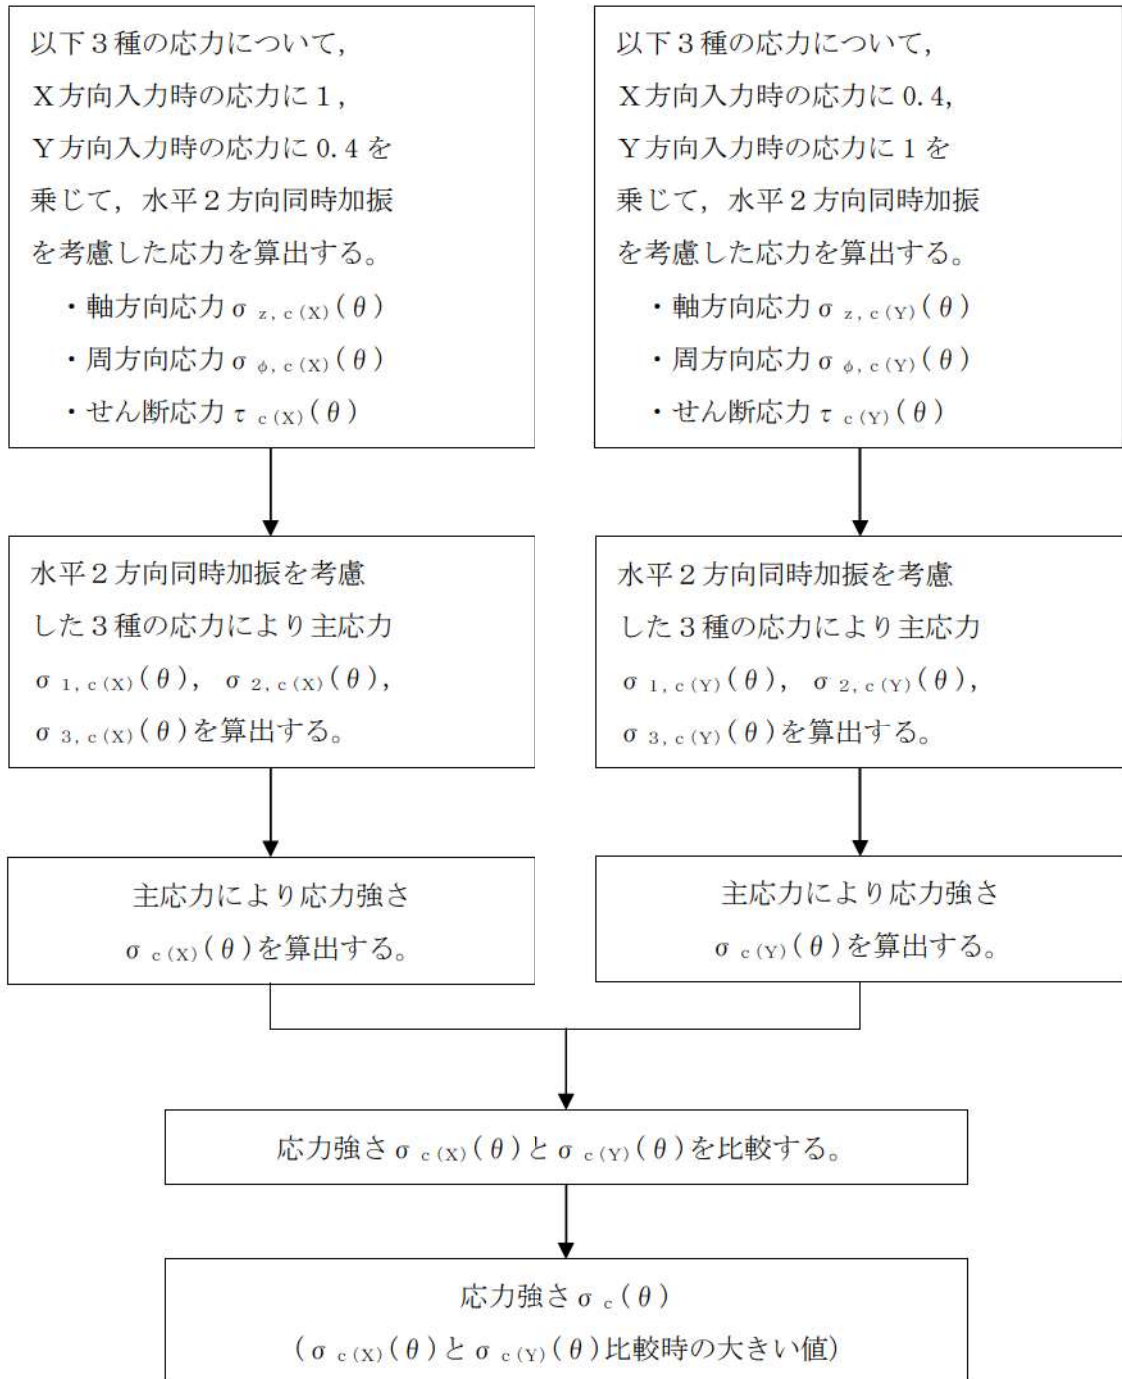 以下３種の応力について，
Ｘ方向入力時の応力に 1，
Ｙ方向入力時の応力に 0.4 を
乗じて，水平２方向同時加振
を考慮した応力を算出する。
・軸方向応力σ z, c (X) (θ)
・周方向応力σ φ, c (X) (θ)
・せん断応力τ c (X) (θ)
以下３種の応力について，
Ｘ方向入力時の応力に 0.4，
Ｙ方向入力時の応力に 1 を
乗じて，水平２方向同時加振
を考慮した応力を算出する。
・軸方向応力σ z, c (Y) (θ)
・周方向応力σ φ, c (Y) (θ)
・せん断応力τ c (Y) (θ)
水平２方向同時加振を考慮
した３種の応力により主応力
σ 1, c (X) (θ)， σ 2, c (X) (θ)，
σ 3, c (X) (θ)を算出する。
水平２方向同時加振を考慮
した３種の応力により主応力
σ 1, c (Y) (θ)， σ 2, c (Y) (θ)，
σ 3, c (Y) (θ)を算出する。
主応力により応力強さ
σ c (X) (θ)を算出する。
主応力により応力強さ
σ c (Y) (θ)を算出する。
応力強さσ c (X) (θ)とσ c (Y) (θ)を比較する。
応力強さσ c (θ)
(σ c (X) (θ)とσ c (Y) (θ)比較時の大きい値)